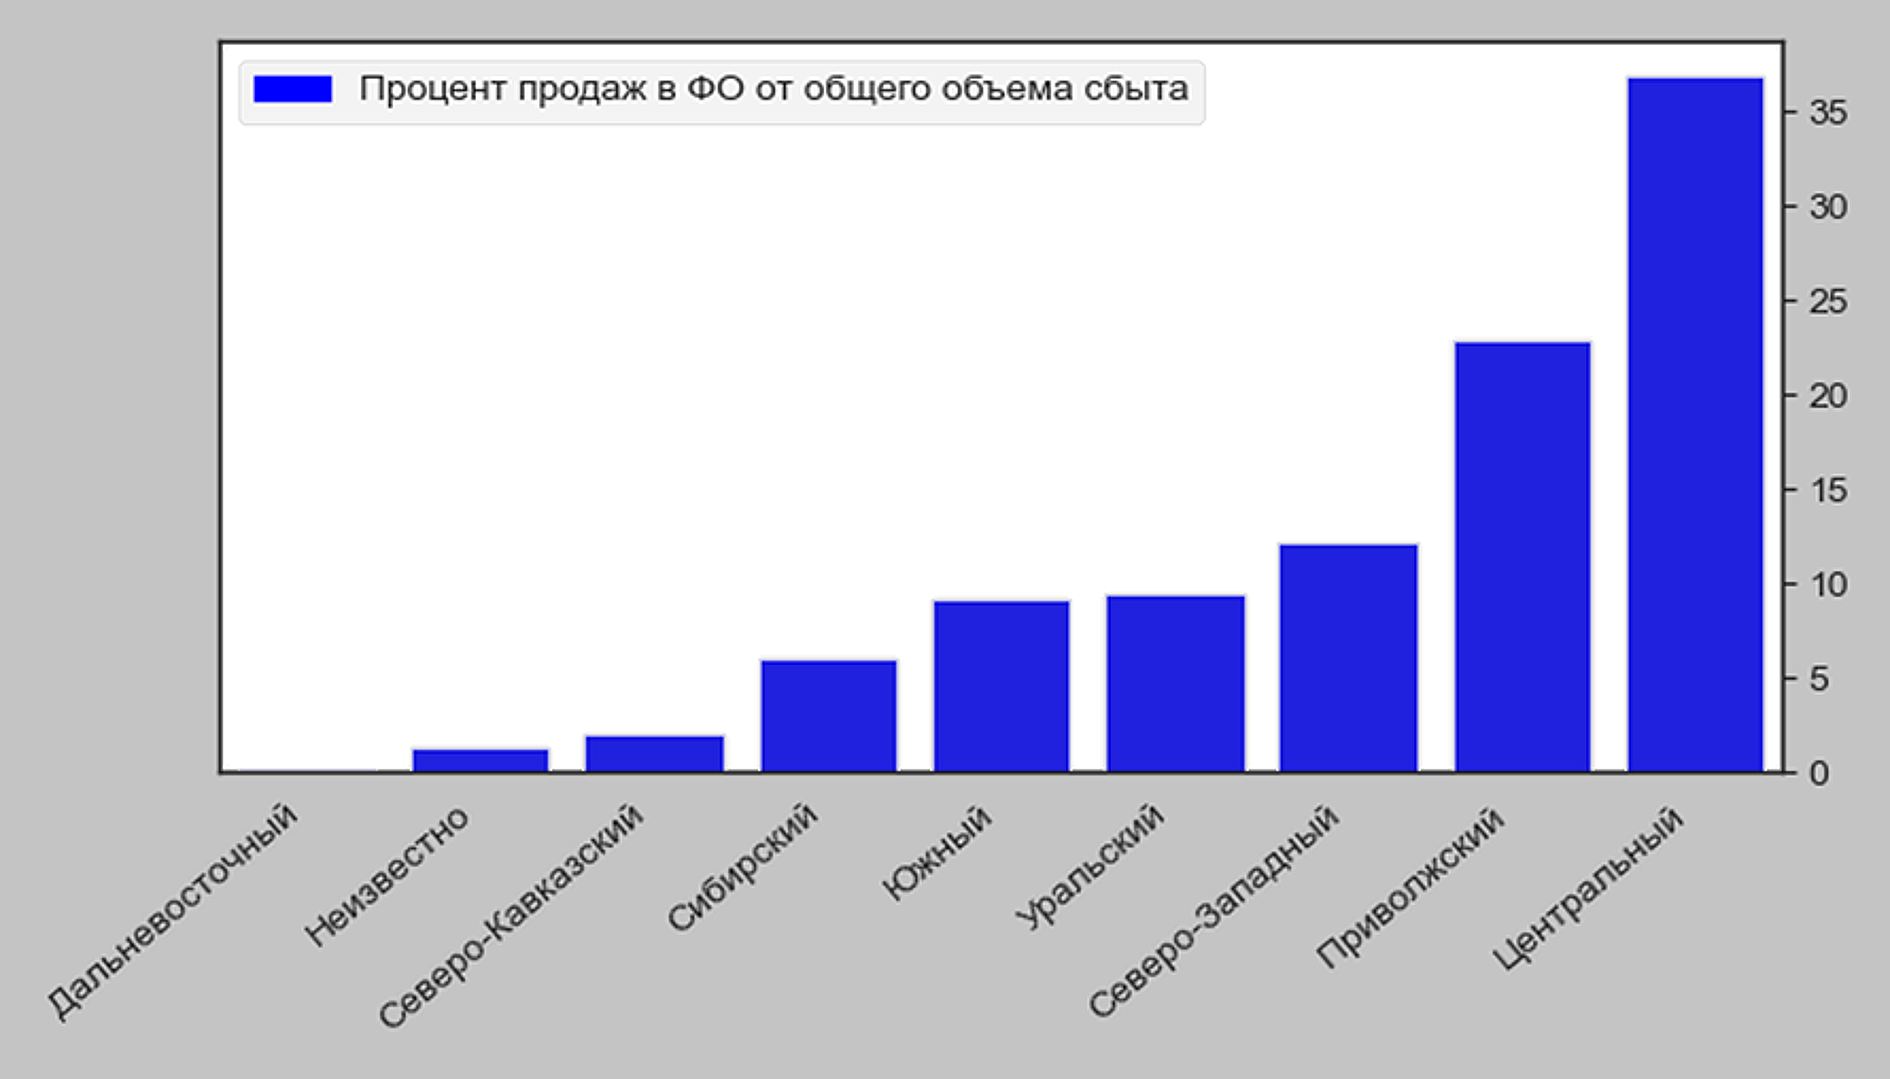 Процент продаж в ФО от общего объема сбыта
35
30
25
20
15
10
5
0
Дальневосточный
Неизвестно
Северо-Кавказский
Сибирский
Южный
Уральский
Северо-Западный
Приволжский
Центральный